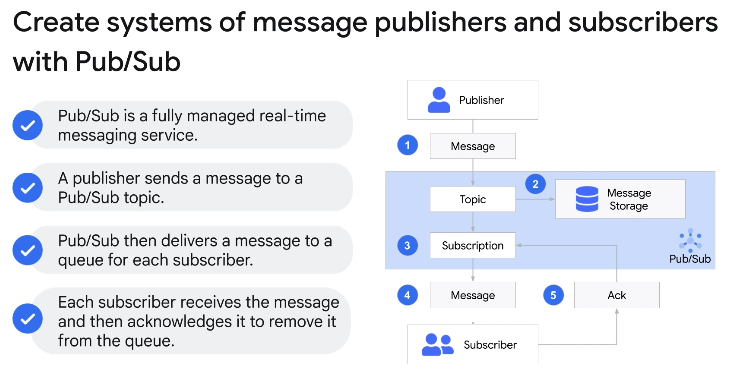 Create systems of message publishers and subscribers
with Pub/Sub
Pub/Sub is a fully managed real-time
messaging service.
A publisher sends a message to a
Pub/Sub topic.
Pub/Sub then delivers a message to a
queue for each subscriber.
Each subscriber receives the message
and then acknowledges it to remove it
from the queue.
Publisher
1
Message
2
Topic
Message
Storage
3
Subscription
Pub/Sub
4
Message
5
Ack
Subscriber